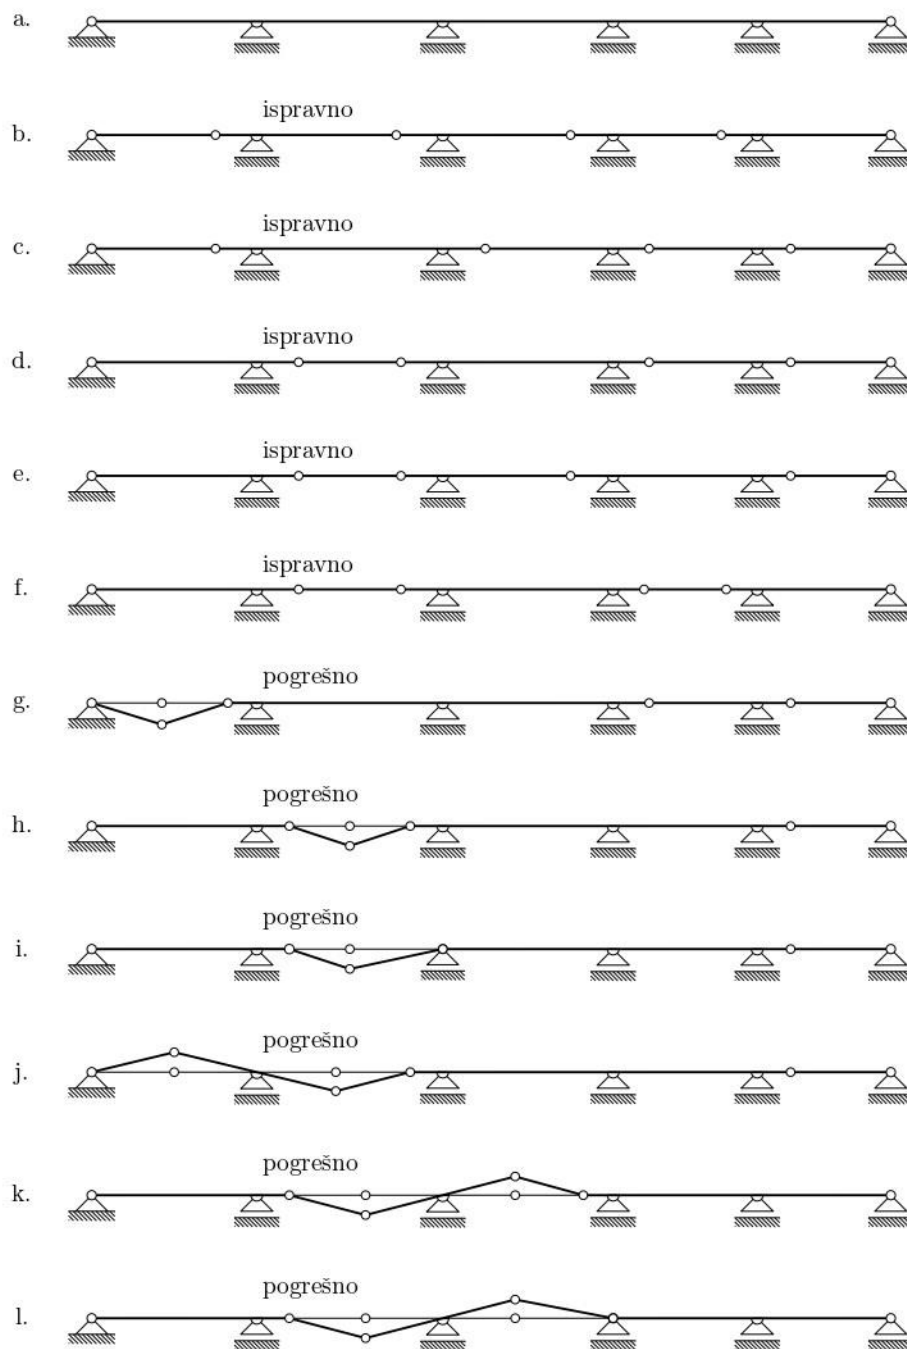 a.
ispravno
b.
ispravno
c.
ispravno
d.
ispravno
e.
ispravno
f.
pogrešno
g.
pogrešno
h.
pogrešno
i.
pogrešno
j.
pogrešno
k.
pogrešno
l.